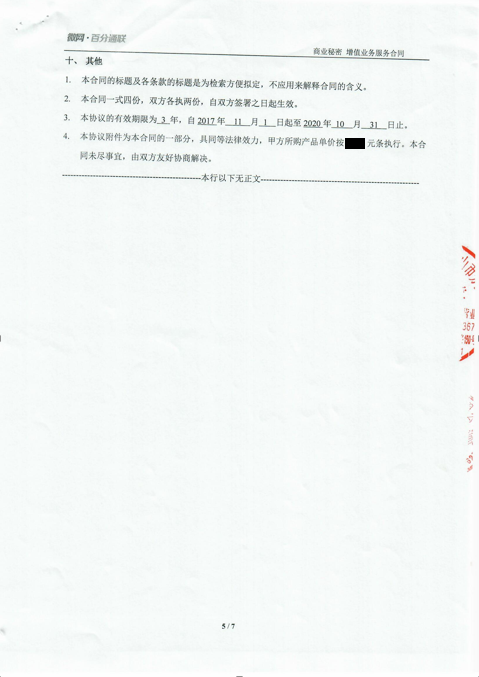 微网·百分通联
商业秘密 增值业务服务合同
十、 其他
1. 本合同的标题及各条款的标题是为检索方便拟定，不应用来解释合同的含义。
2. 本合同一式四份，双方各执两份，自双方签署之日起生效。
3. 本协议的有效期限为 3 年，自 2017 年 11 月 1 日起至 2020 年 10 月 31 日止。
4. 本协议附件为本合同的一部分，具同等法律效力，甲方所购产品单价按 元条执行。本合
同未尽事宜，由双方友好协商解决。
--------------------本行以下无正文--------------------
5 / 7